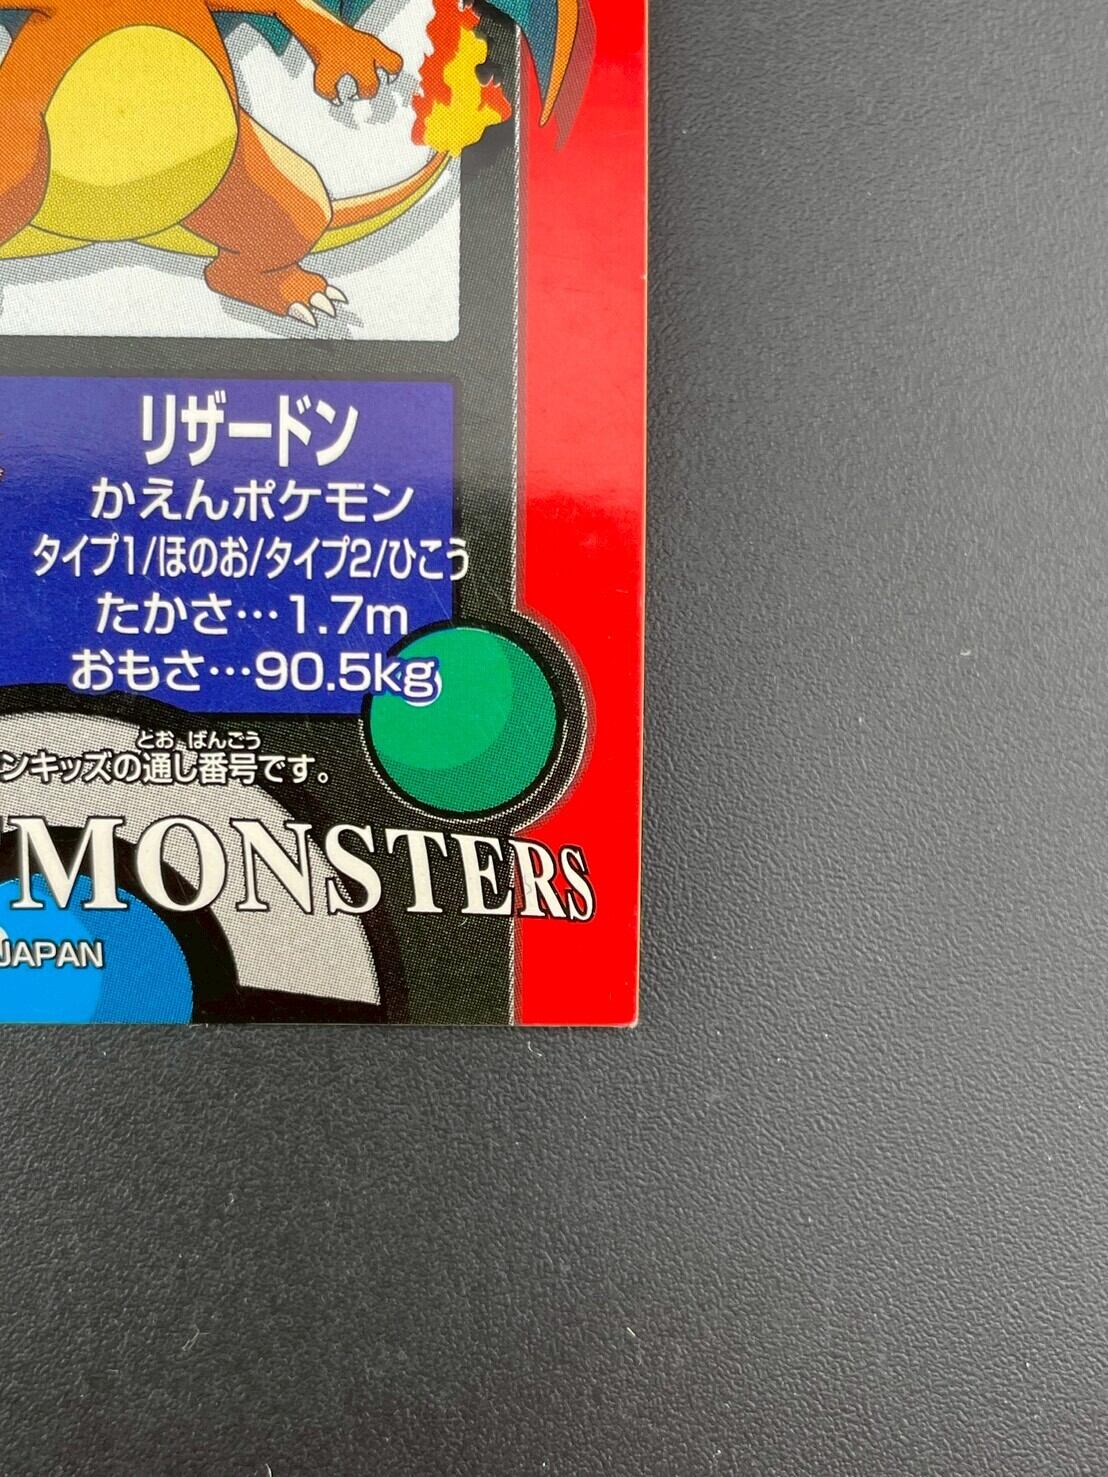 リザードン
かえんポケモン
タイプ1/ほのお/タイプ2/ひこう
たかさ…1.7m
おもさ…90.5kg
とお ばんごう
ンキッズの通し番号です。
MONSTERS
JAPAN